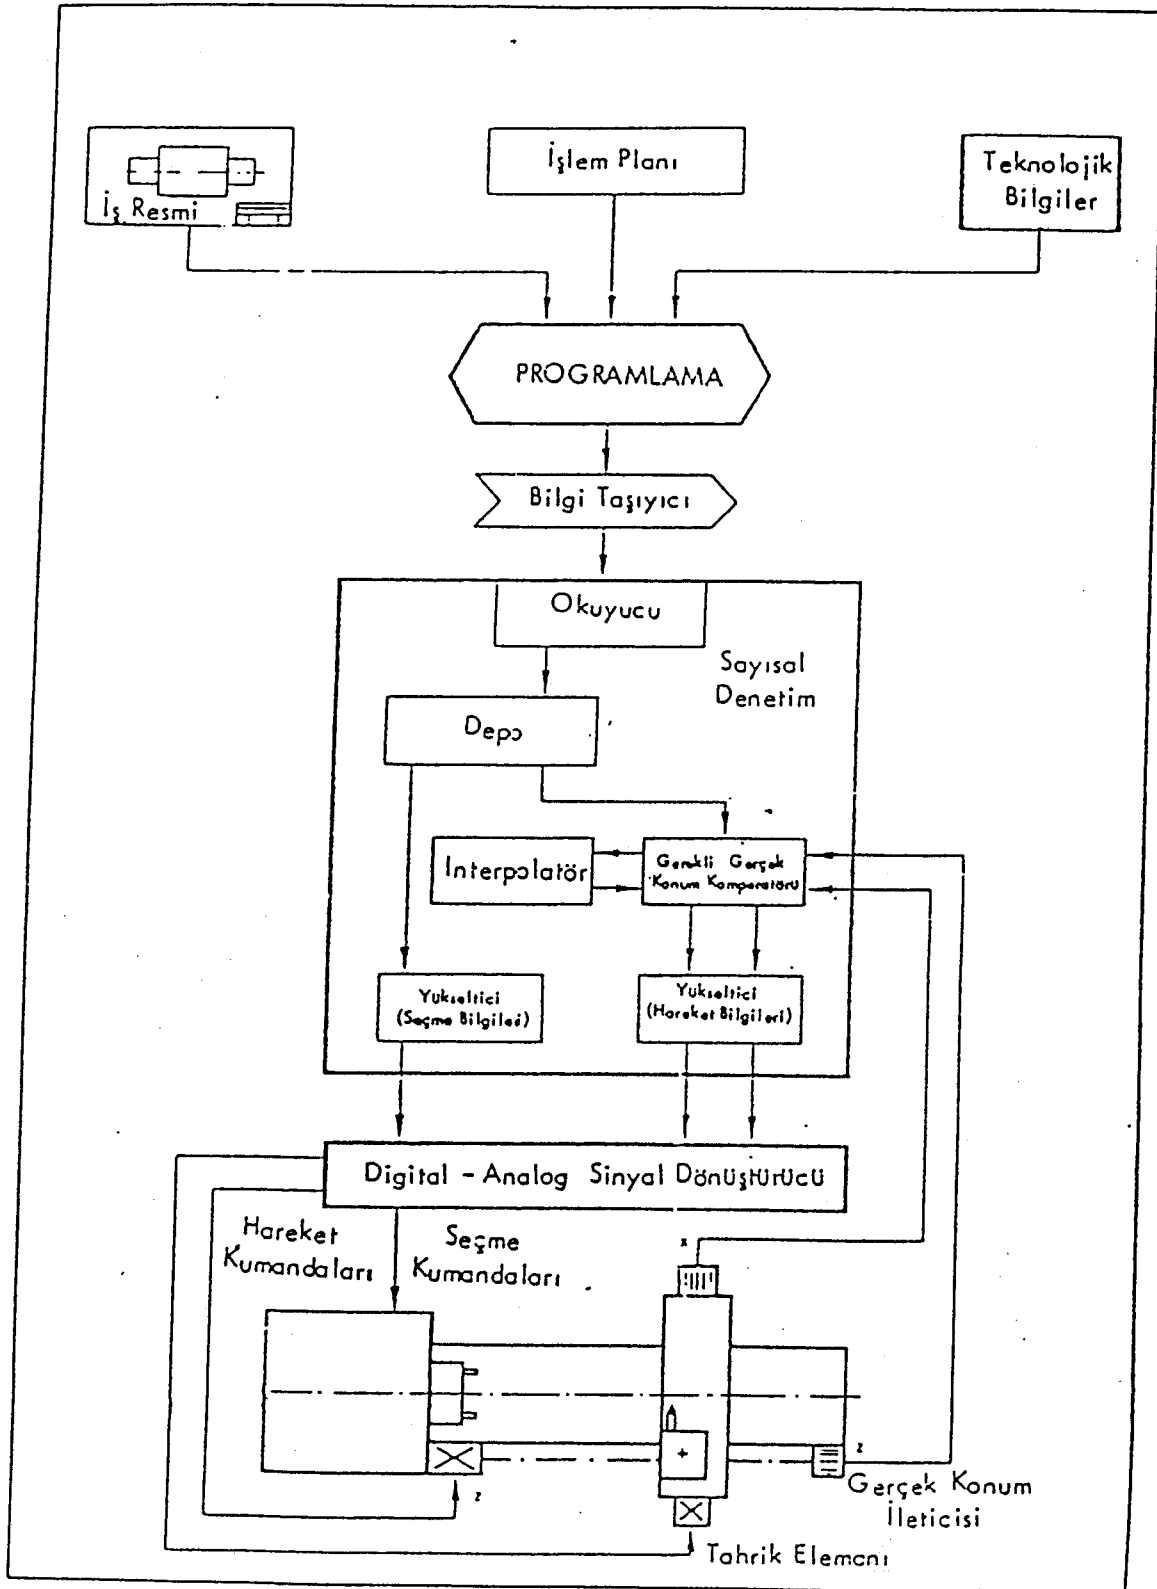 İş Resmi
İşlem Planı
Teknolojik
Bilgiler
PROGRAMLAMA
Bilgi Taşıyıcı
Okuyucu
Sayısal
Denetim
Depo
İnterpolatör
Gerekli Gerçek
Konum Komperatörü
Yükseltici
(Seçme Bilgileri)
Yükseltici
(Hareket Bilgileri)
Digital - Analog Sinyal Dönüştürücü
Hareket
Kumandaları
Seçme
Kumandaları
x
z
z
Gerçek Konum
İleticisi
Tahrik Elemanı